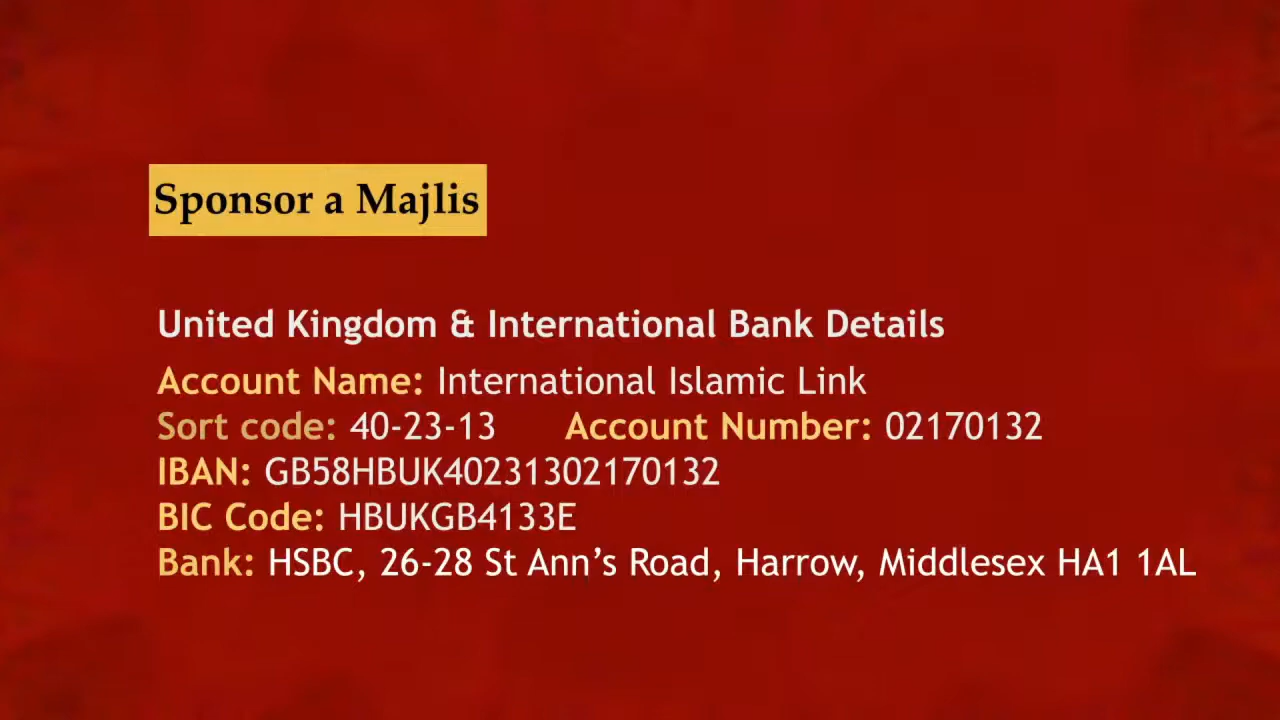 Sponsor a Majlis
United Kingdom & International Bank Details
Account Name: International Islamic Link
Sort code: 40-23-13 Account Number: 02170132
IBAN: GB58HBUK40231302170132
BIC Code: HBUKGB4133E
Bank: HSBC, 26-28 St Ann’s Road, Harrow, Middlesex HA1 1AL